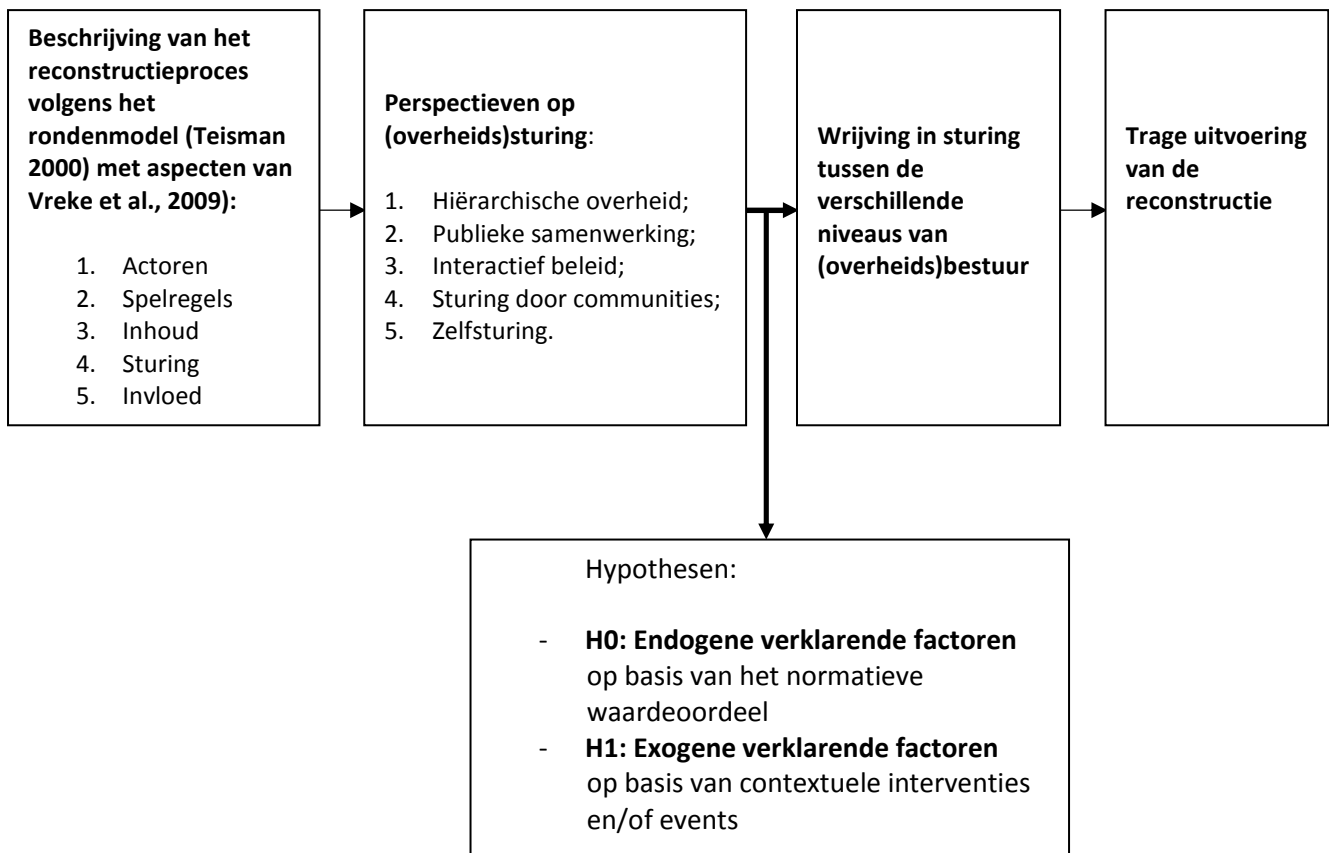 Beschrijving van het
reconstructieproces
volgens het
rondenmodel (Teisman
2000) met aspecten van
Vreke et al., 2009):
1. Actoren
2. Spelregels
3. Inhoud
4. Sturing
5. Invloed
Perspectieven op
(overheids)sturing:
1. Hiërarchische overheid;
2. Publieke samenwerking;
3. Interactief beleid;
4. Sturing door communities;
5. Zelfsturing.
Wrijving in sturing
tussen de
verschillende
niveaus van
(overheids)bestuur
Trage uitvoering
van de
reconstructie
Hypothesen:
- H0: Endogene verklarende factoren
op basis van het normatieve
waardeoordeel
- H1: Exogene verklarende factoren
op basis van contextuele interventies
en/of events